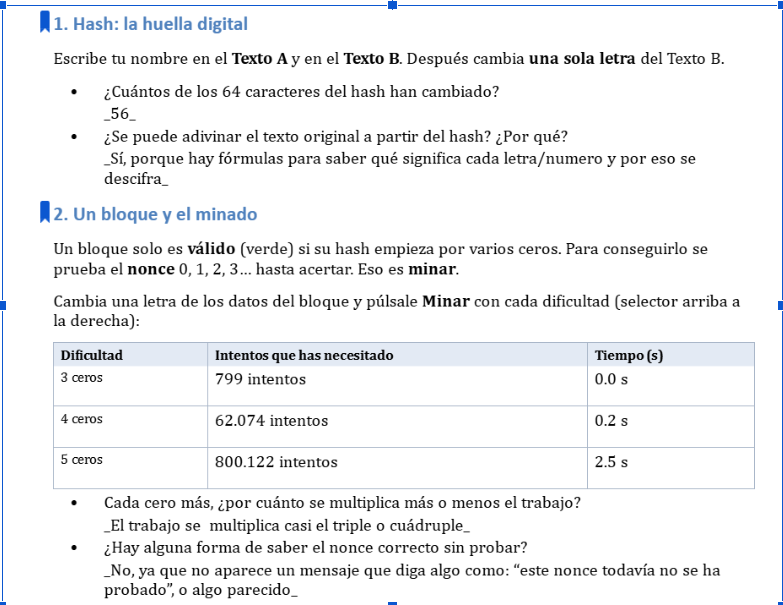 1. Hash: la huella digital
Escribe tu nombre en el Texto A y en el Texto B. Después cambia una sola letra del Texto B.
• ¿Cuántos de los 64 caracteres del hash han cambiado?
_56_
• ¿Se puede adivinar el texto original a partir del hash? ¿Por qué?
_Sí, porque hay fórmulas para saber qué significa cada letra/numero y por eso se
descifra_
2. Un bloque y el minado
Un bloque solo es válido (verde) si su hash empieza por varios ceros. Para conseguirlo se
prueba el nonce 0, 1, 2, 3... hasta acertar. Eso es minar.
Cambia una letra de los datos del bloque y púlsale Minar con cada dificultad (selector arriba a
la derecha):
Dificultad Intentos que has necesitado Tiempo (s)
3 ceros 799 intentos 0.0 s
4 ceros 62.074 intentos 0.2 s
5 ceros 800.122 intentos 2.5 s
• Cada cero más, ¿por cuánto se multiplica más o menos el trabajo?
_El trabajo se  multiplica casi el triple o cuádruple_
• ¿Hay alguna forma de saber el nonce correcto sin probar?
_No, ya que no aparece un mensaje que diga algo como: “este nonce todavía no se ha
probado”, o algo parecido_